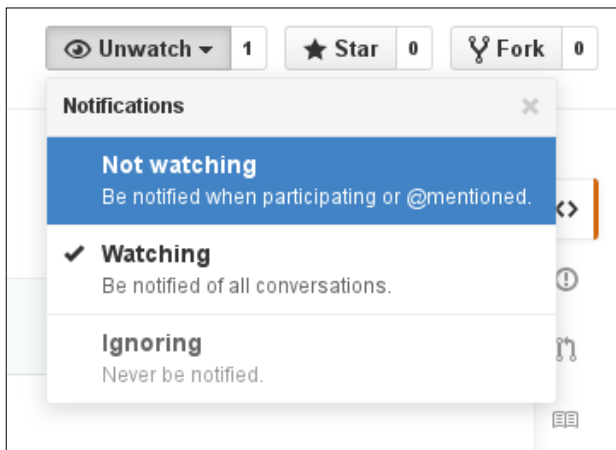 Unwatch 1 Star 0 Fork 0
Notifications
Not watching
Be notified when participating or @mentioned.
Watching
Be notified of all conversations.
Ignoring
Never be notified.